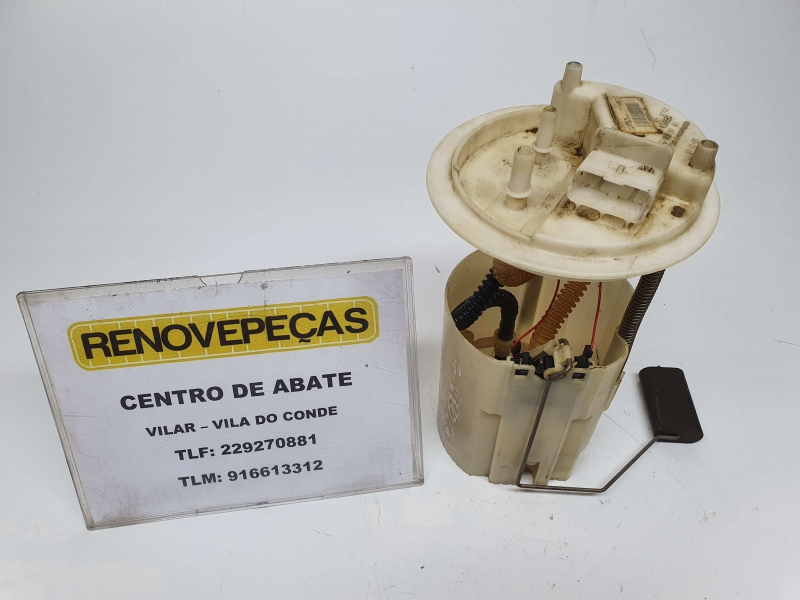 RENOVEPEÇAS
CENTRO DE ABATE
VILAR – VILA DO CONDE
TLF: 229270881
TLM: 916613312